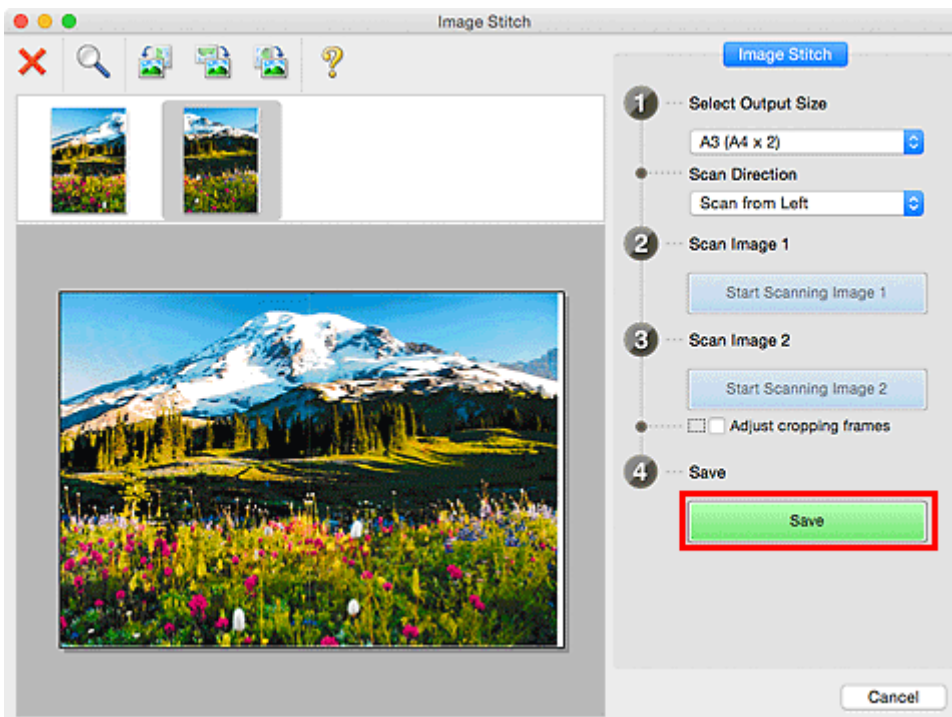 Image Stitch
Image Stitch
1 Select Output Size
A3 (A4 x 2)
Scan Direction
Scan from Left
2 Scan Image 1
Start Scanning Image 1
3 Scan Image 2
Start Scanning Image 2
Adjust cropping frames
4 Save
Save
Cancel